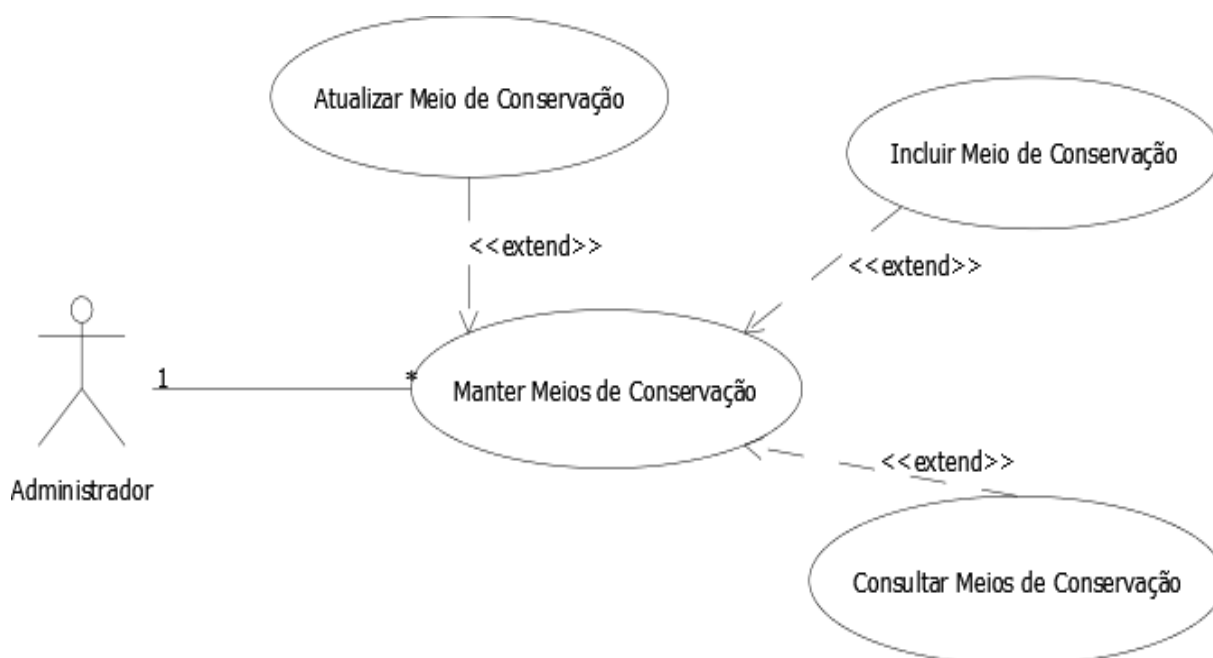 Atualizar Meio de Conservação
Incluir Meio de Conservação
<<extend>>
<<extend>>
1
*
Manter Meios de Conservação
<<extend>>
Administrador
Consultar Meios de Conservação